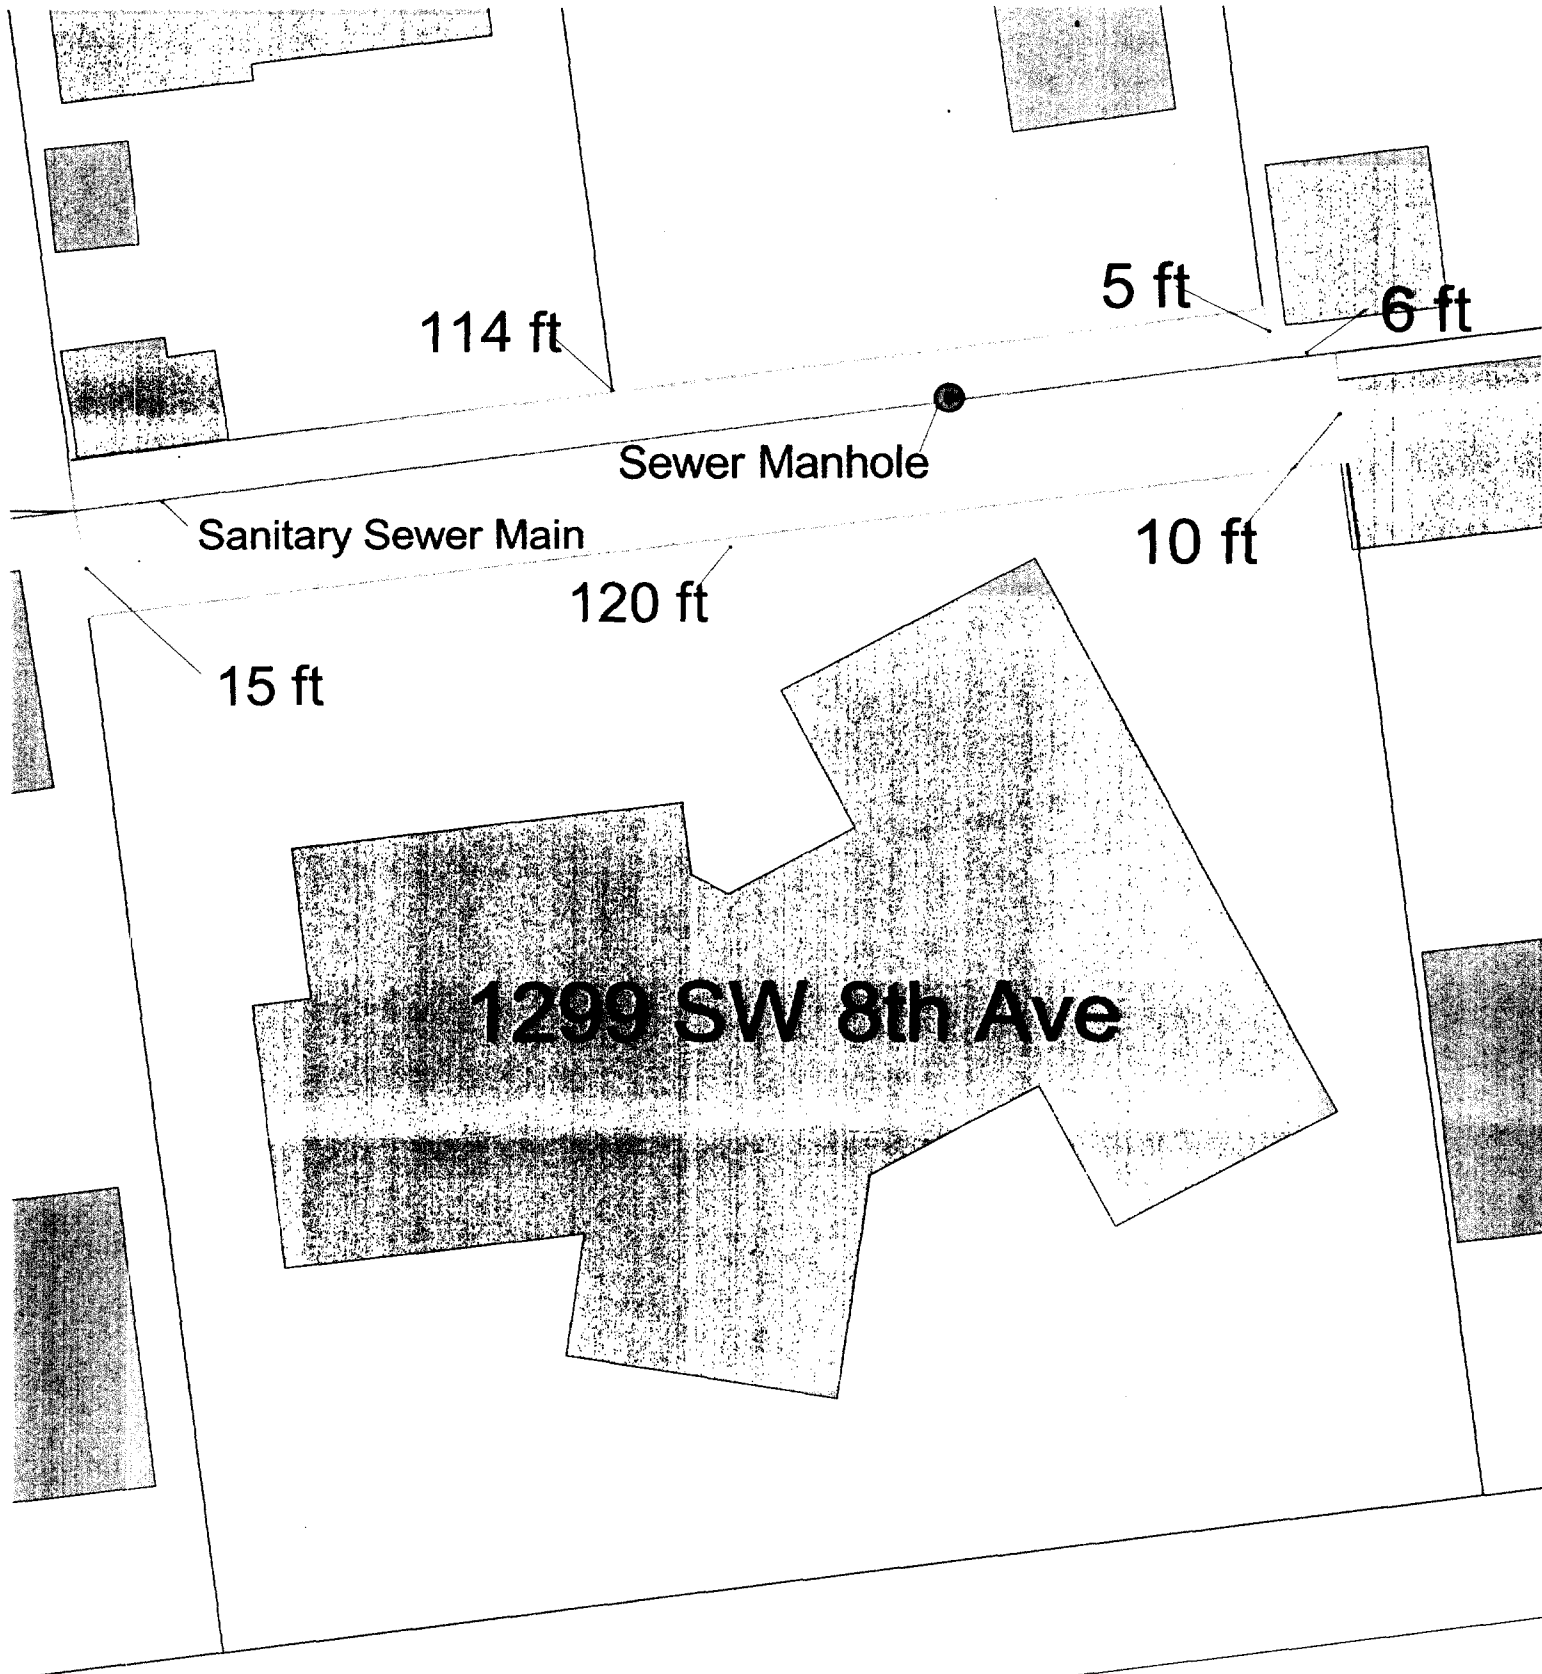 5 ft
6 ft
114 ft
Sewer Manhole
Sanitary Sewer Main
10 ft
120 ft
15 ft
1299 SW 8th Ave